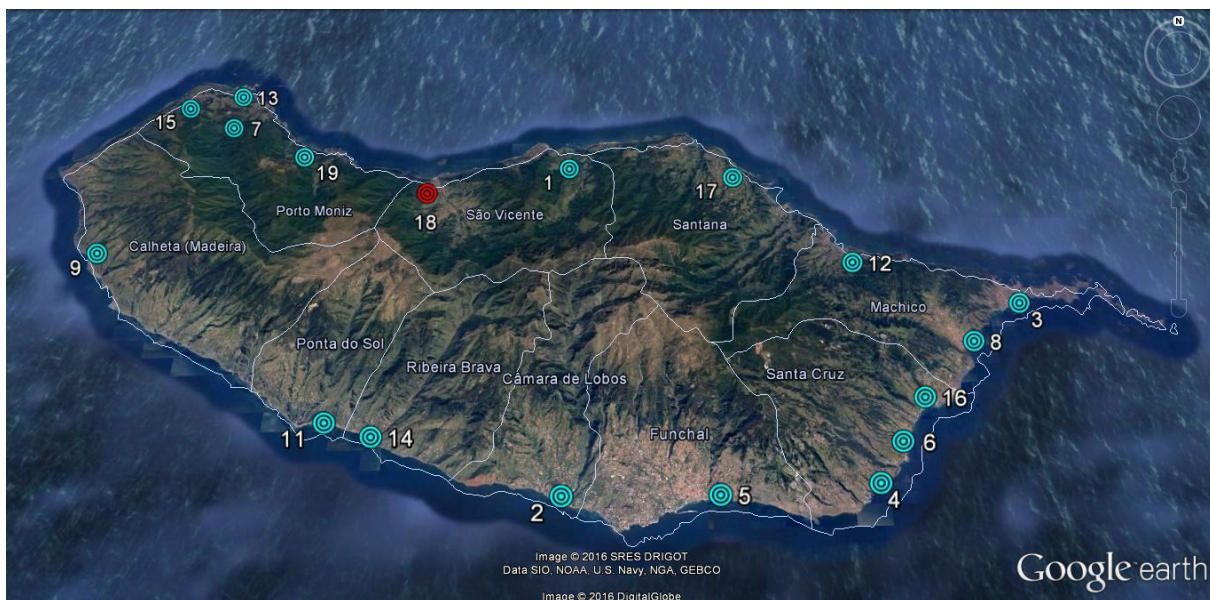 N
13
15
7
19
1
17
18
Porto Moniz
São Vicente
Santana
Calheta (Madeira)
9
12
Machico
3
8
Ponta do Sol
Ribeira Brava
Câmara de Lobos
Santa Cruz
16
11
14
Funchal
6
2
5
4
Image © 2016 SRES DRIGOT
Data SIO, NOAA, U.S. Navy, NGA, GEBCO
Image © 2016 DigitalGlobe
Google earth